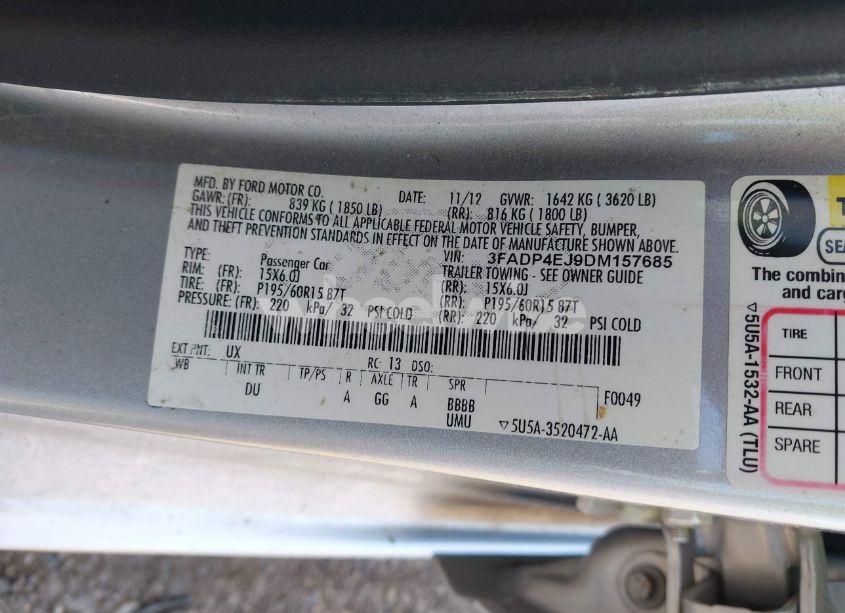 MFD. BY FORD MOTOR CO.
DATE: 11/12 GVWR: 1642 KG ( 3620 LB)
GAWR:(FR): 839 KG ( 1850 LB) (RR): 816 KG ( 1800 LB)
THIS VEHICLE CONFORMS TO ALL APPLICABLE FEDERAL MOTOR VEHICLE SAFETY, BUMPER,
AND THEFT PREVENTION STANDARDS IN EFFECT ON THE DATE OF MANUFACTURE SHOWN ABOVE.
VIN: 3FADP4EJ9DM157685
TYPE: Passenger Car TRAILER TOWING - SEE OWNER GUIDE
RIM: (FR): 15X6.0J (RR): 15X6.0J
TIRE: (FR): P195/60R15 87T (RR): P195/60R15 87T
PRESSURE: (FR) 220 kPa/ 32 PSI COLD (RR): 220 kPa/ 32 PSI COLD
EXT PNT: UX RC: 13 DSO:
WB INT TR TP/PS R AXLE TR SPR F0049
DU A GG A BBBB
UMU ▽5U5A-3520472-AA
SEA
The combin
and carg
TIRE
FRONT
REAR
SPARE
▽5U5A-1532-AA (TLU)
wheelwise